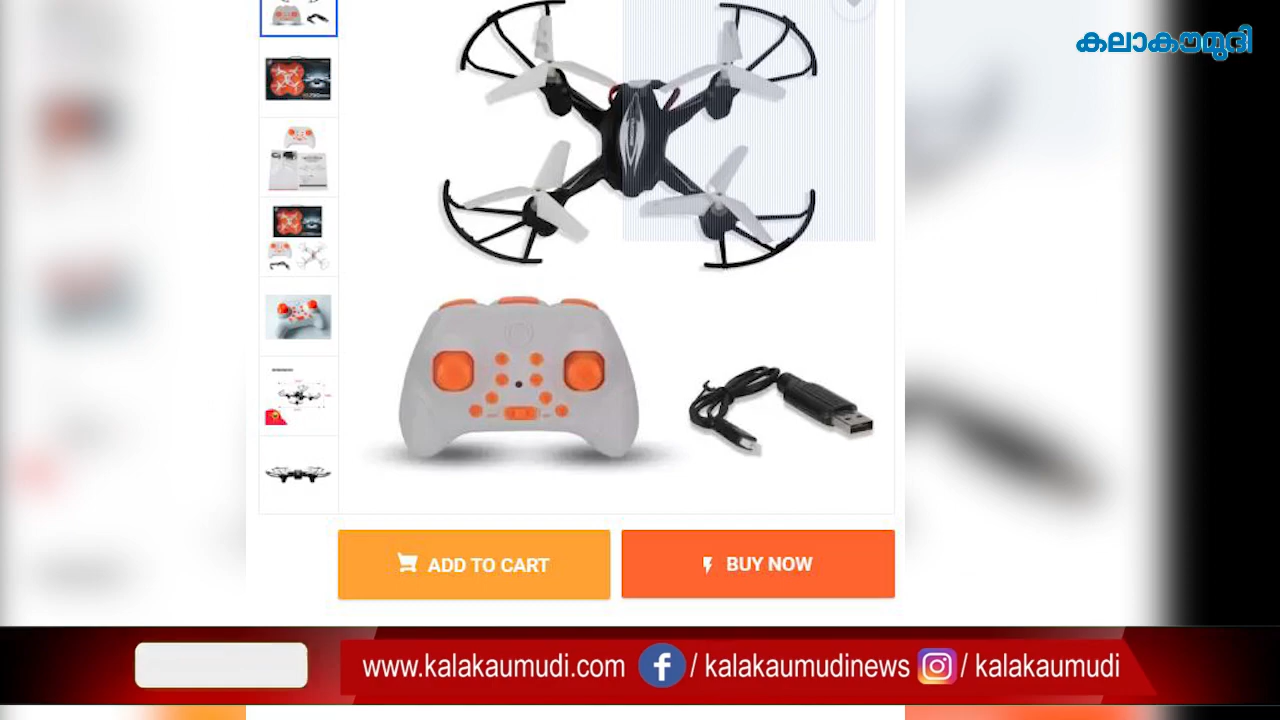 കലാകൗമുദി
ADD TO CART
BUY NOW
www.kalakaumudi.com / kalakaumudinews / kalakaumudi